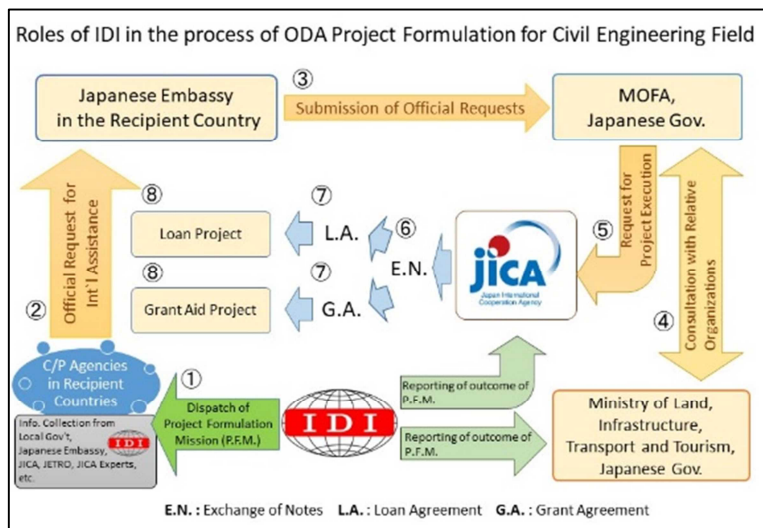 Roles of IDI in the process of ODA Project Formulation for Civil Engineering Field
③
Japanese Embassy
in the Recipient Country
Submission of Official Requests
MOFA,
Japanese Gov.
②
Official Request for
Int`l Assistance
⑧
Loan Project
⑦
L.A.
⑥
E.N.
⑧
Grant Aid Project
⑦
G.A.
JICA
Japan International
Cooperation Agency
⑤
Request for
Project Execution
④
Consultation with Relative
Organizations
C/P Agencies
in Recipient
Countries
Info. Collection from
Local Gov't,
Japanese Embassy,
JICA, JETRO, JICA Experts,
etc.
IDI
①
Dispatch of
Project Formulation
Mission (P.F.M.)
IDI
Reporting of outcome of
P.F.M.
Reporting of outcome of
P.F.M.
Ministry of Land,
Infrastructure,
Transport and Tourism,
Japanese Gov.
E.N. : Exchange of Notes L.A. : Loan Agreement G.A. : Grant Agreement